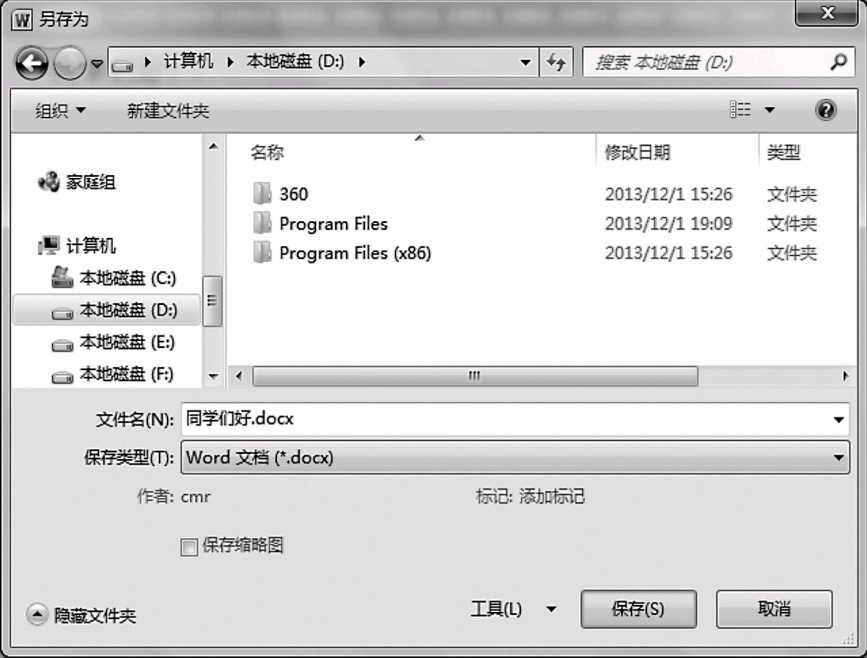 另存为
计算机 本地磁盘 (D:)
搜索 本地磁盘 (D:)
组织 新建文件夹
名称 修改日期 类型
家庭组
计算机
本地磁盘 (C:)
本地磁盘 (D:)
本地磁盘 (E:)
本地磁盘 (F:)
360 2013/12/1 15:26 文件夹
Program Files 2013/12/1 19:09 文件夹
Program Files (x86) 2013/12/1 15:26 文件夹
文件名(N): 同学们好.docx
保存类型(T): Word 文档 (*.docx)
作者: cmr 标记: 添加标记
保存缩略图
隐藏文件夹 工具(L) 保存(S) 取消